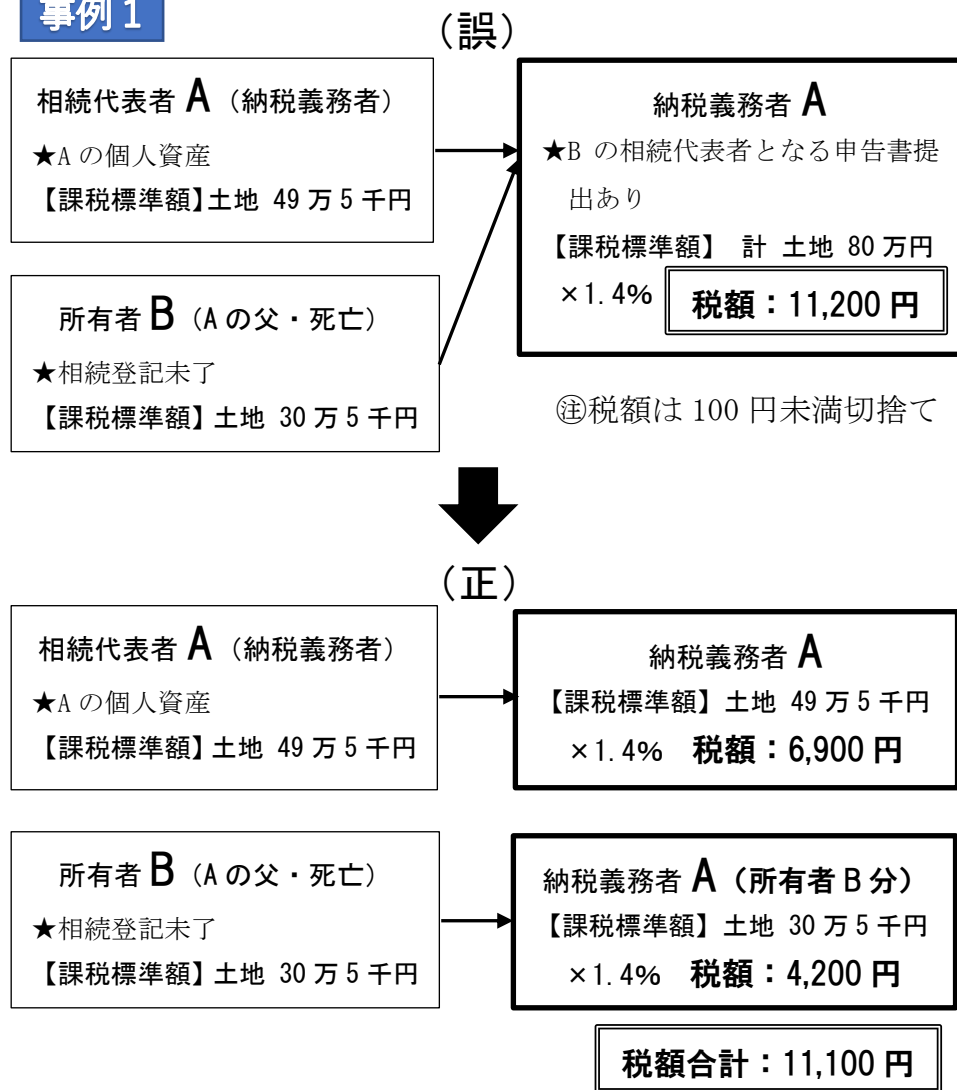 事例1
（誤）
相続代表者 A （納税義務者）
★A の個人資産
【課税標準額】土地 49 万 5 千円
所有者 B （A の父・死亡）
★相続登記未了
【課税標準額】土地 30 万 5 千円
納税義務者 A
★B の相続代表者となる申告書提
出あり
【課税標準額】 計 土地 80 万円
×1.4% 税額：11,200 円
㊟税額は 100 円未満切捨て
（正）
相続代表者 A （納税義務者）
★A の個人資産
【課税標準額】土地 49 万 5 千円
納税義務者 A
【課税標準額】土地 49 万 5 千円
×1.4% 税額：6,900 円
所有者 B （A の父・死亡）
★相続登記未了
【課税標準額】土地 30 万 5 千円
納税義務者 A （所有者 B 分）
【課税標準額】土地 30 万 5 千円
×1.4% 税額：4,200 円
税額合計：11,100 円